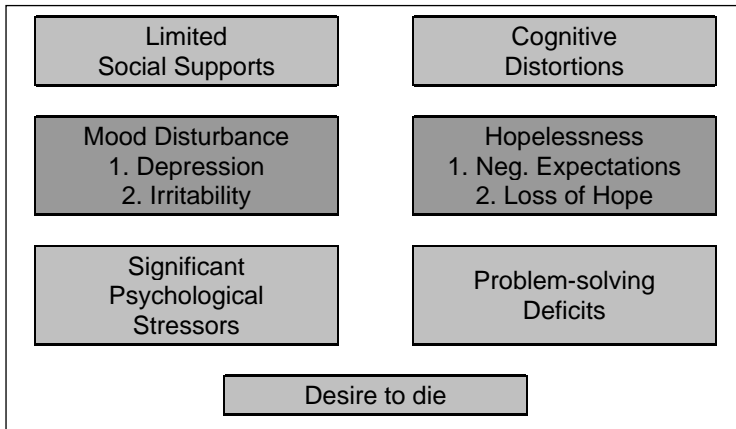 Limited
Social Supports
Cognitive
Distortions
Mood Disturbance
1. Depression
2. Irritability
Hopelessness
1. Neg. Expectations
2. Loss of Hope
Significant
Psychological
Stressors
Problem-solving
Deficits
Desire to die